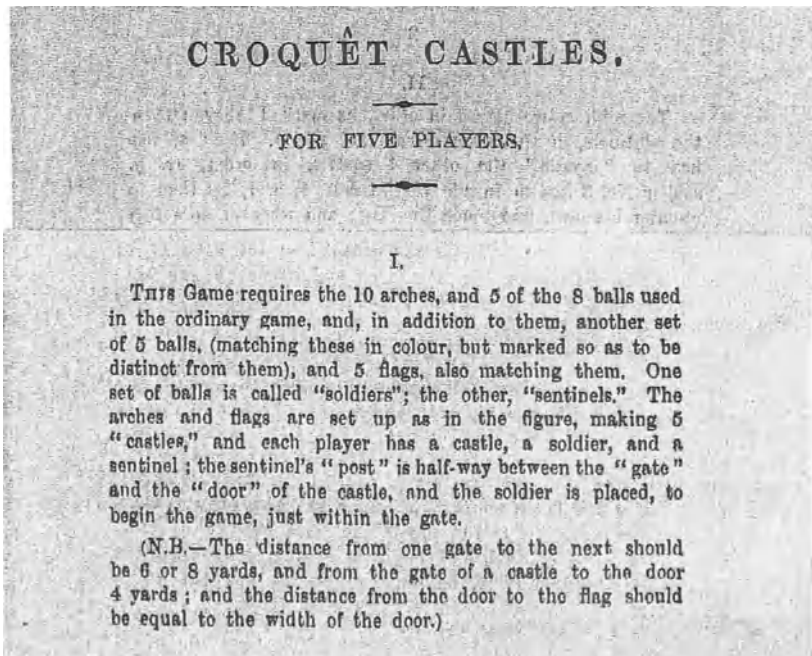 CROQUÊT CASTLES.
FOR FIVE PLAYERS.
I.
THIS Game requires the 10 arches, and 5 of the 8 balls used
in the ordinary game, and, in addition to them, another set
of 5 balls, (matching these in colour, but marked so as to be
distinct from them), and 5 flags, also matching them. One
set of balls is called "soldiers"; the other, "sentinels." The
arches and flags are set up as in the figure, making 5
"castles," and each player has a castle, a soldier, and a
sentinel; the sentinel's "post" is half-way between the "gate"
and the "door" of the castle, and the soldier is placed, to
begin the game, just within the gate.
(N.B.—The distance from one gate to the next should
be 6 or 8 yards, and from the gate of a castle to the door
4 yards; and the distance from the door to the flag should
be equal to the width of the door.)